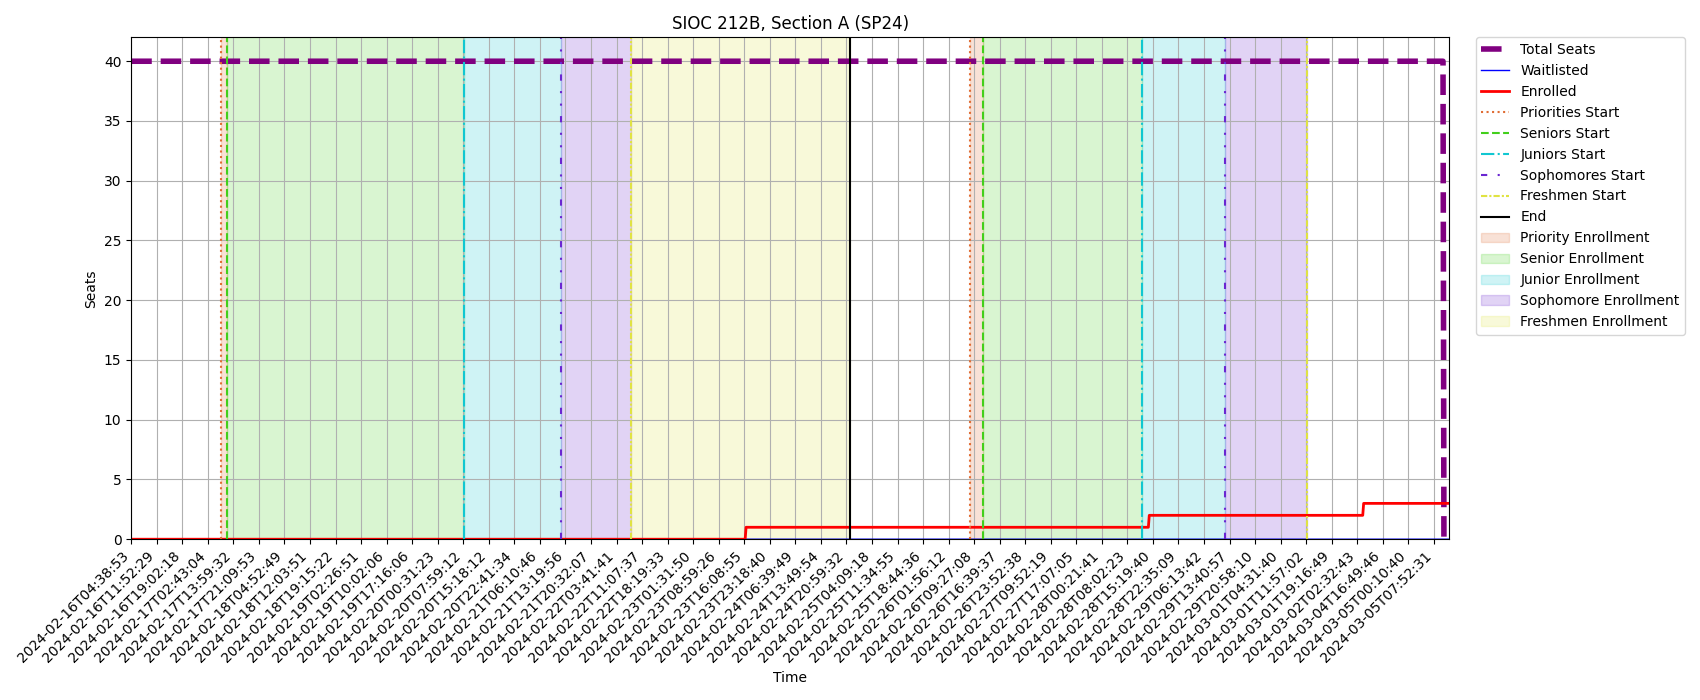 SIOC 212B, Section A (SP24)
Seats
40
35
30
25
20
15
10
5
0
2024-02-16T04:38:53
2024-02-16T11:52:29
2024-02-16T19:02:18
2024-02-17T02:43:04
2024-02-17T13:59:32
2024-02-17T21:09:53
2024-02-18T04:52:49
2024-02-18T12:03:51
2024-02-18T19:15:22
2024-02-19T02:26:51
2024-02-19T10:02:06
2024-02-19T17:16:06
2024-02-20T00:31:23
2024-02-20T07:59:12
2024-02-20T15:18:12
2024-02-20T22:41:34
2024-02-21T06:10:46
2024-02-21T13:19:56
2024-02-21T20:32:07
2024-02-22T03:41:41
2024-02-22T11:07:37
2024-02-22T18:19:33
2024-02-23T01:31:50
2024-02-23T08:59:26
2024-02-23T16:08:55
2024-02-23T23:18:40
2024-02-24T06:39:49
2024-02-24T13:49:54
2024-02-24T20:59:32
2024-02-25T04:09:18
2024-02-25T11:34:55
2024-02-25T18:44:36
2024-02-26T01:56:12
2024-02-26T09:27:08
2024-02-26T16:39:37
2024-02-26T23:52:38
2024-02-27T09:52:19
2024-02-27T17:07:05
2024-02-28T00:21:41
2024-02-28T08:02:23
2024-02-28T15:19:40
2024-02-28T22:35:09
2024-02-29T06:13:42
2024-02-29T13:40:57
2024-02-29T20:58:10
2024-03-01T04:31:40
2024-03-01T11:57:02
2024-03-01T19:16:49
2024-03-02T02:32:43
2024-03-04T16:49:46
2024-03-05T00:10:40
2024-03-05T07:52:31
Time
Total Seats
Waitlisted
Enrolled
Priorities Start
Seniors Start
Juniors Start
Sophomores Start
Freshmen Start
End
Priority Enrollment
Senior Enrollment
Junior Enrollment
Sophomore Enrollment
Freshmen Enrollment